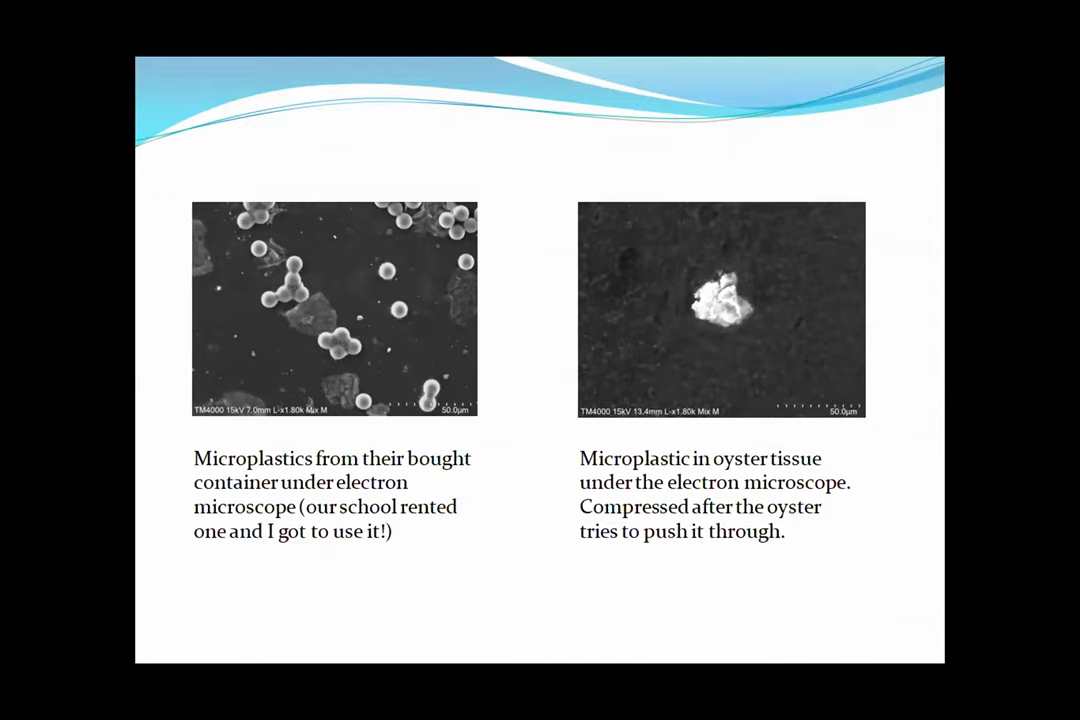 TM4000 15kV 7.0mm L-x1.80k Mix M 50.0µm
TM4000 15kV 13.4mm L-x1.80k Mix M 50.0µm
Microplastics from their bought
container under electron
microscope (our school rented
one and I got to use it!)
Microplastic in oyster tissue
under the electron microscope.
Compressed after the oyster
tries to push it through.